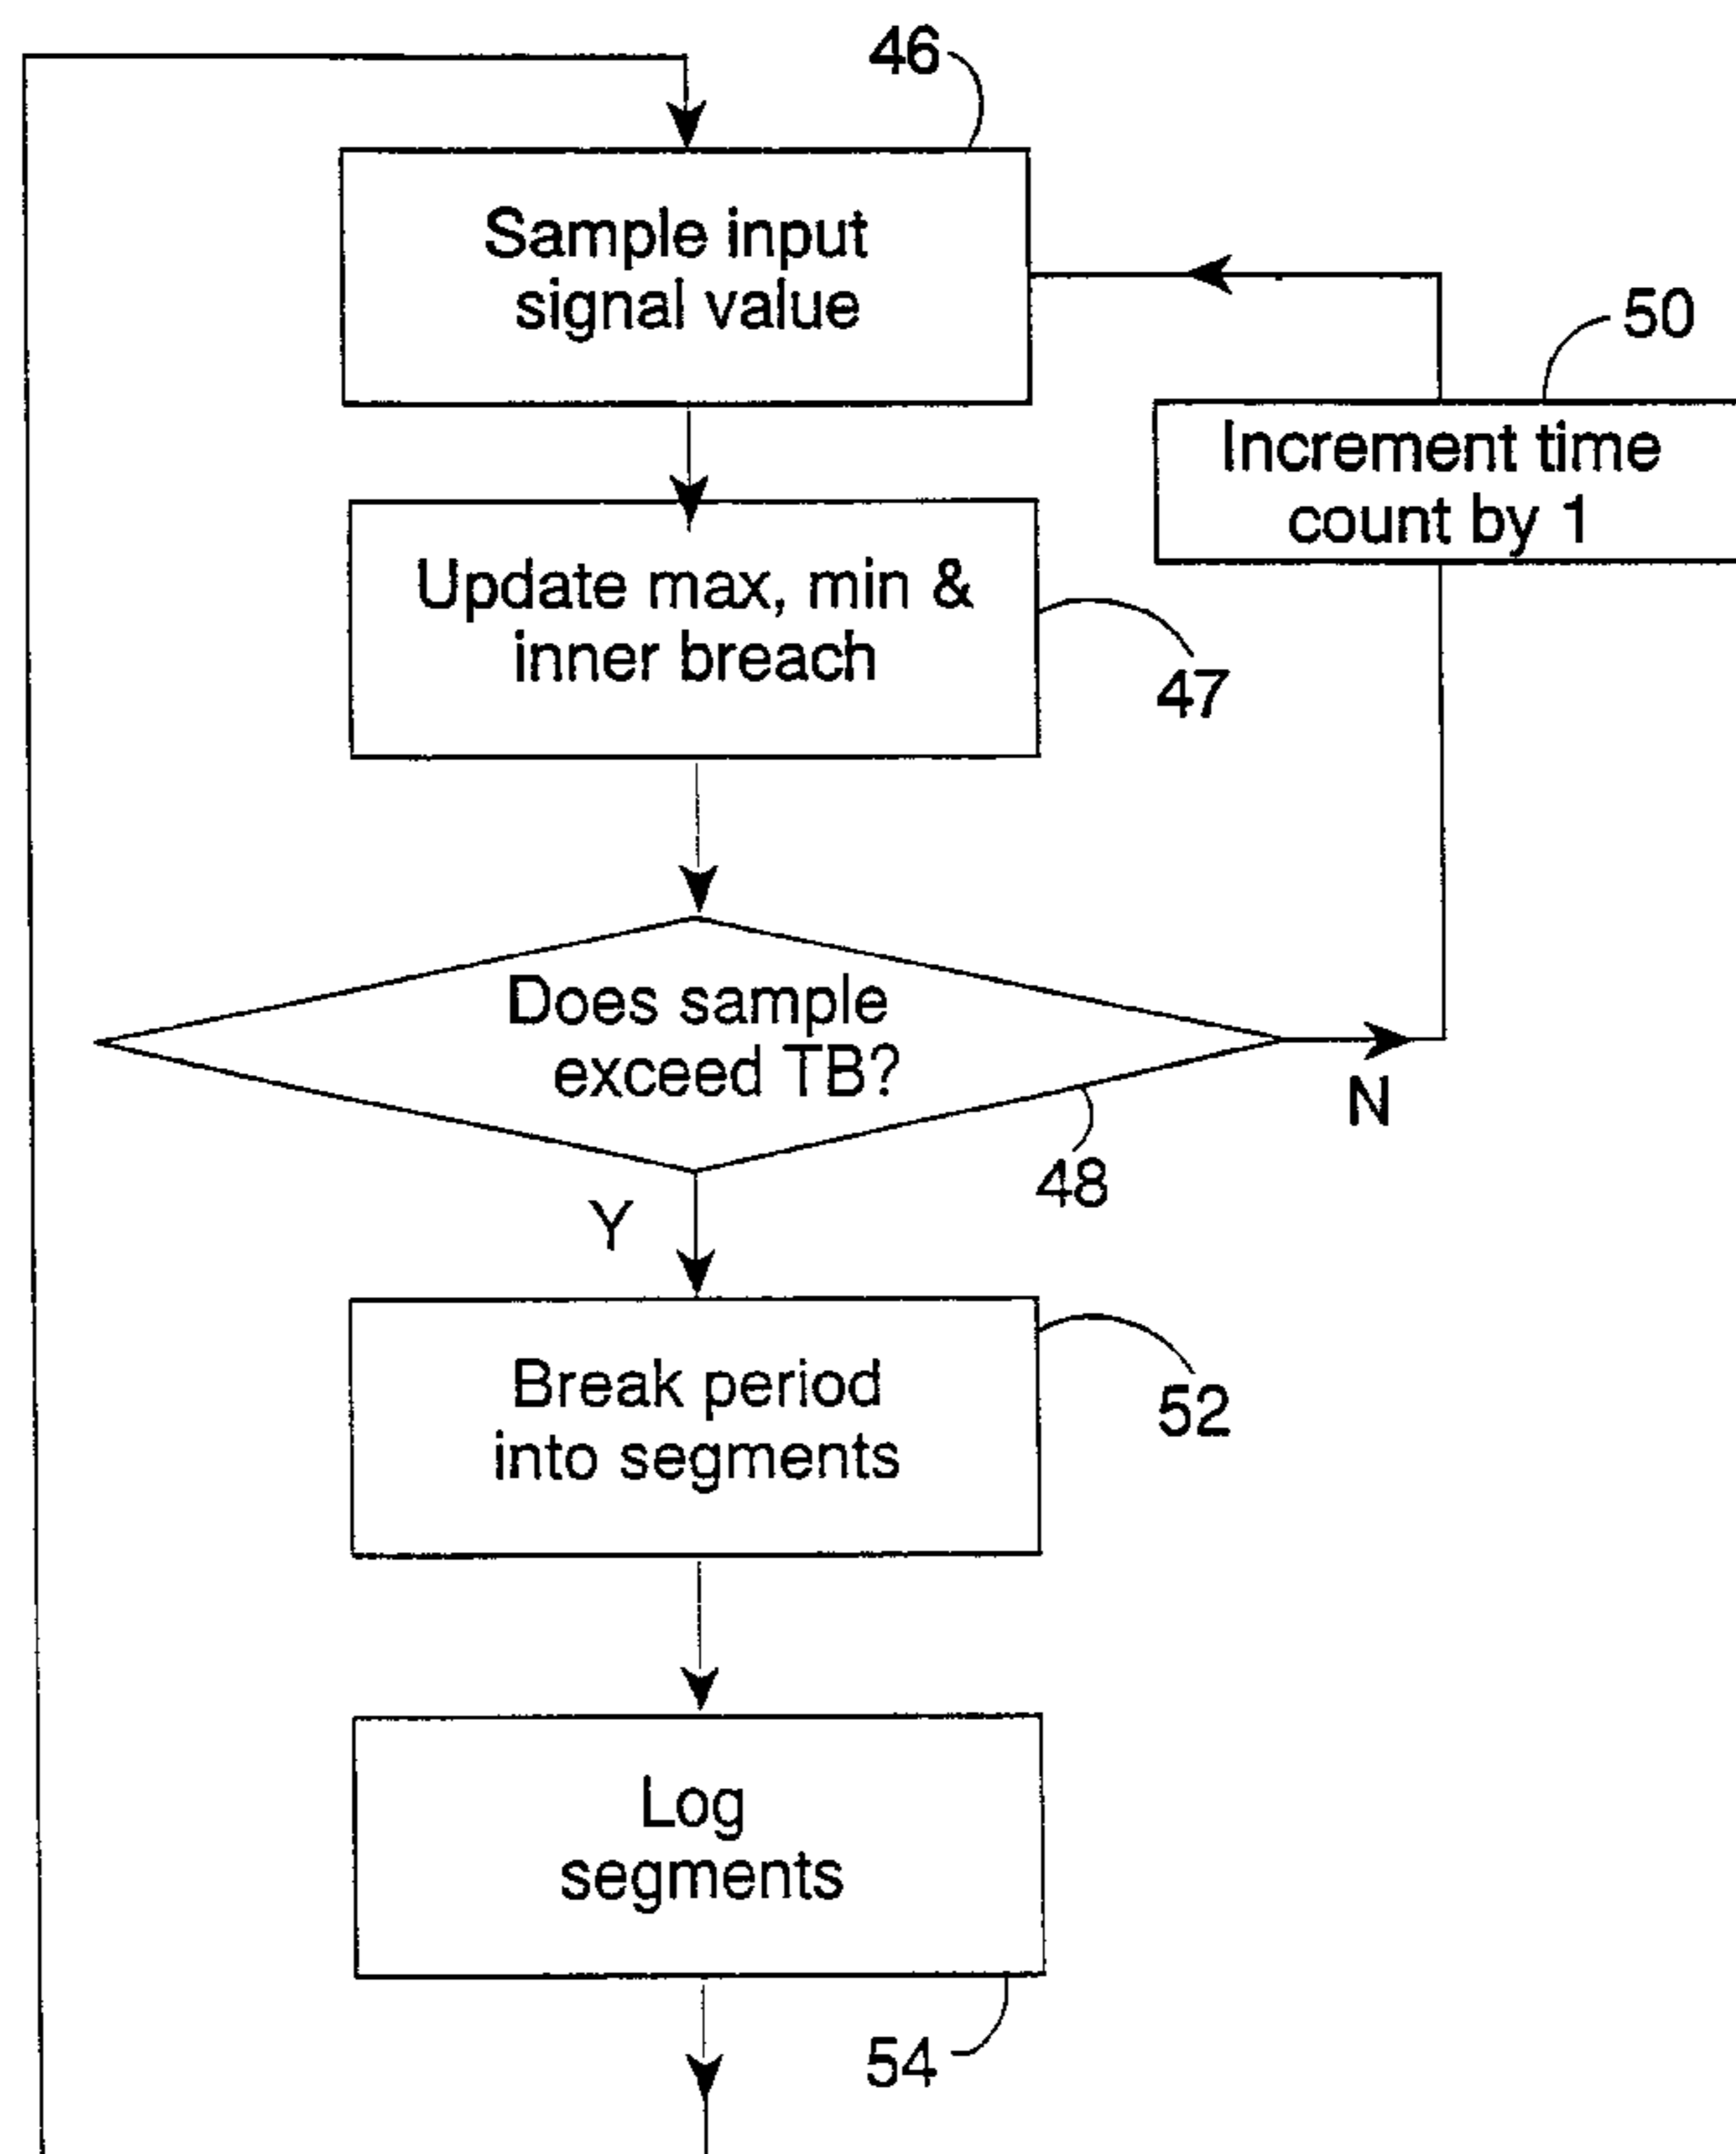 46
Sample input
signal value
50
Increment time
count by 1
Update max, min &
inner breach
47
Does sample
exceed TB?
N
48
Y
Break period
into segments
52
Log
segments
54